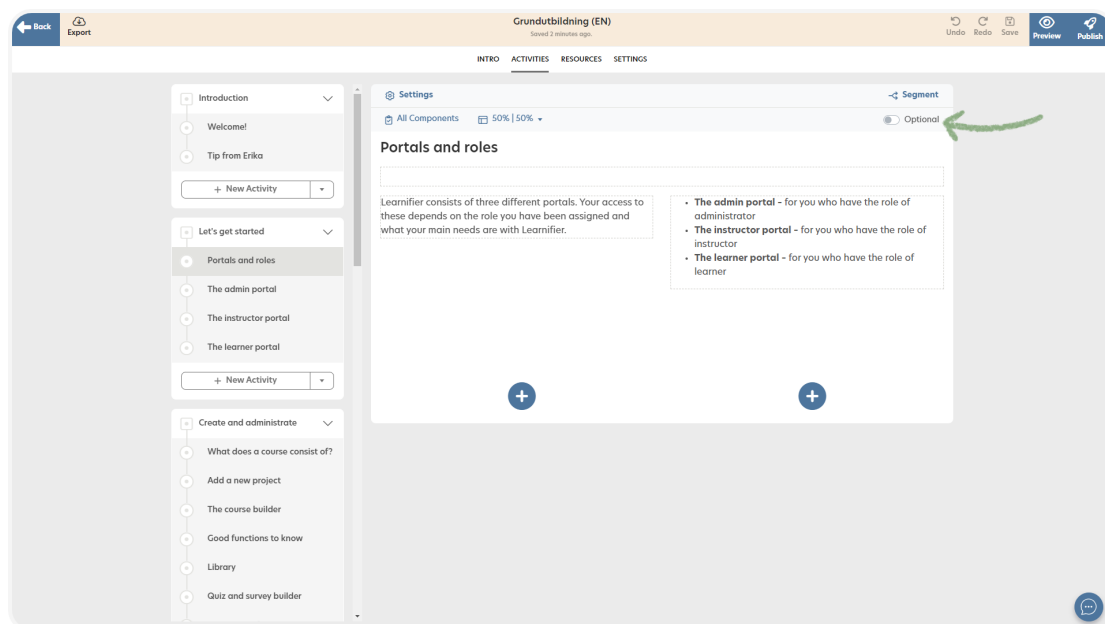 Back
Export
Grundutbildning (EN)
Saved 2 minutes ago.
Undo Redo Save
Preview
Publish
INTRO ACTIVITIES RESOURCES SETTINGS
Introduction
Welcome!
Tip from Erika
+ New Activity
Let's get started
Portals and roles
The admin portal
The instructor portal
The learner portal
+ New Activity
Create and administrate
What does a course consist of?
Add a new project
The course builder
Good functions to know
Library
Quiz and survey builder
Settings
Segment
All Components
50% | 50%
Optional
Portals and roles
Learnifier consists of three different portals. Your access to
these depends on the role you have been assigned and
what your main needs are with Learnifier.
• The admin portal - for you who have the role of
administrator
• The instructor portal - for you who have the role of
instructor
• The learner portal - for you who have the role of
learner